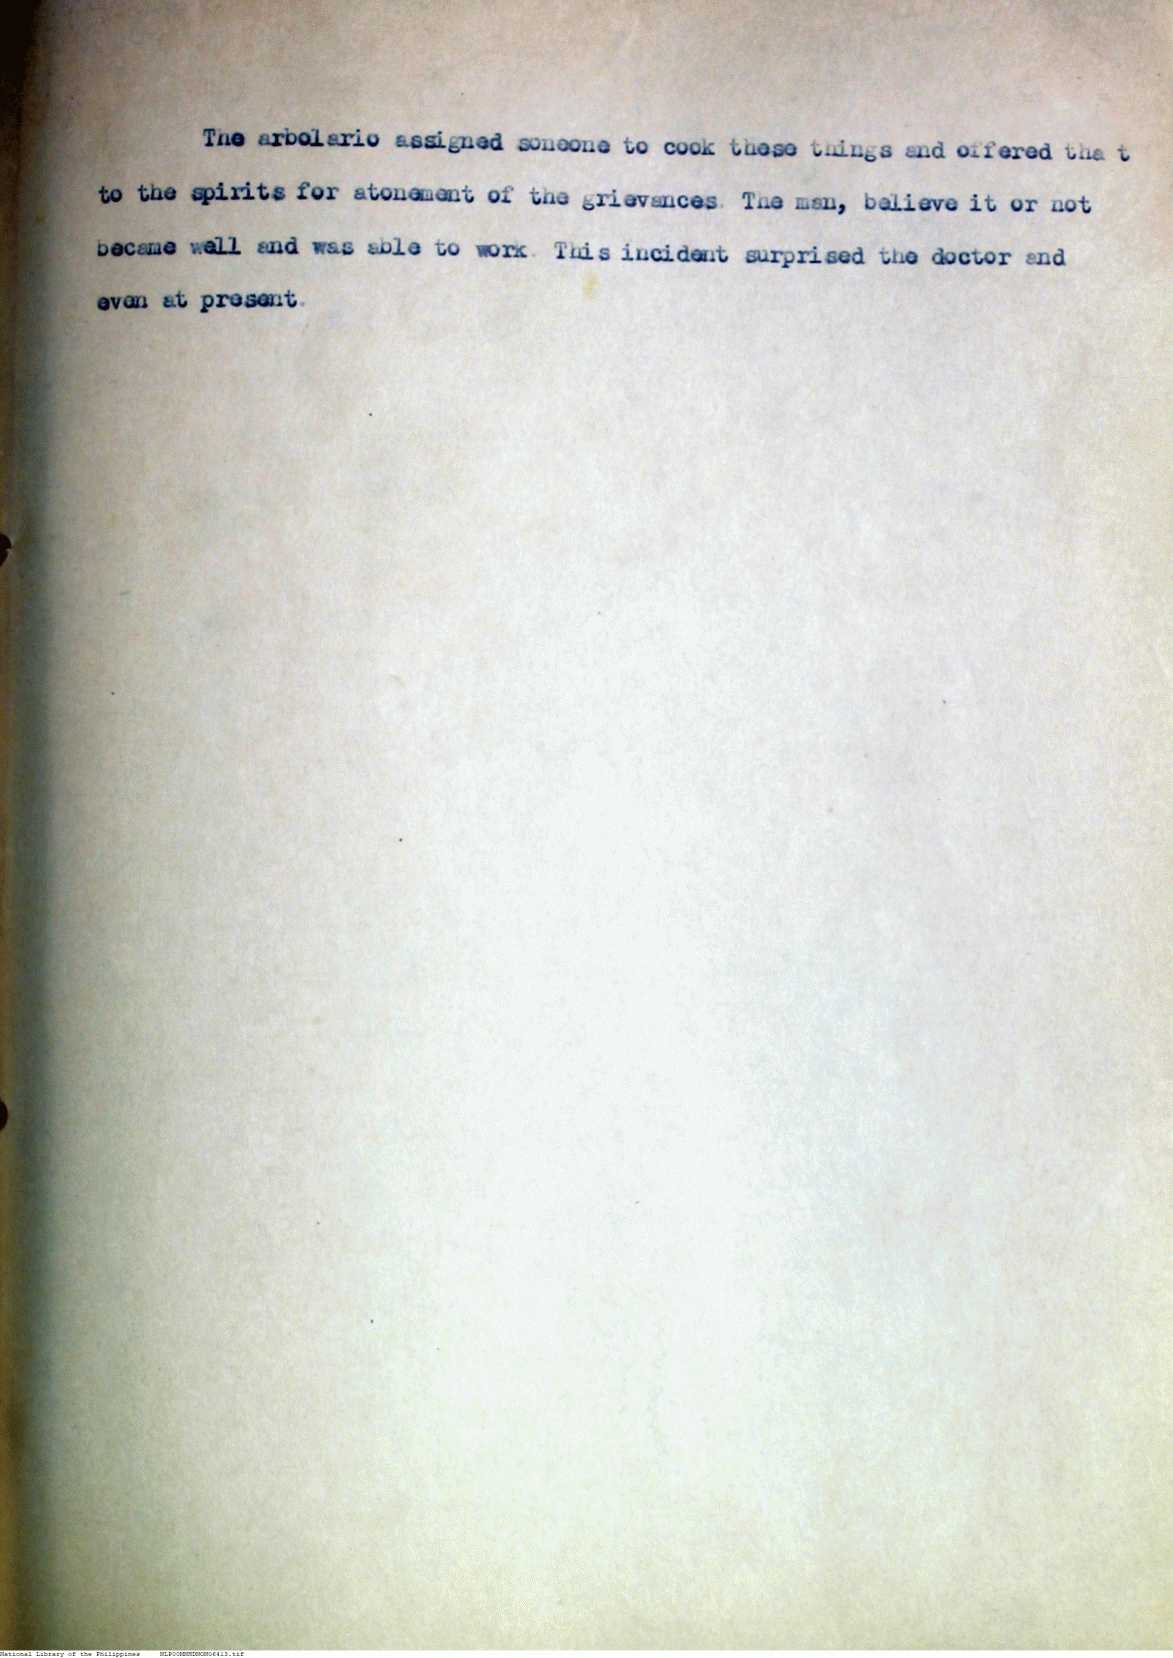 The arbolario assigned someone to cook these things and offered tha t
to the spirits for atonement of the grievances. The man, believe it or not
became well and was able to work. This incident surprised the doctor and
even at present.
National Library of the Philippines